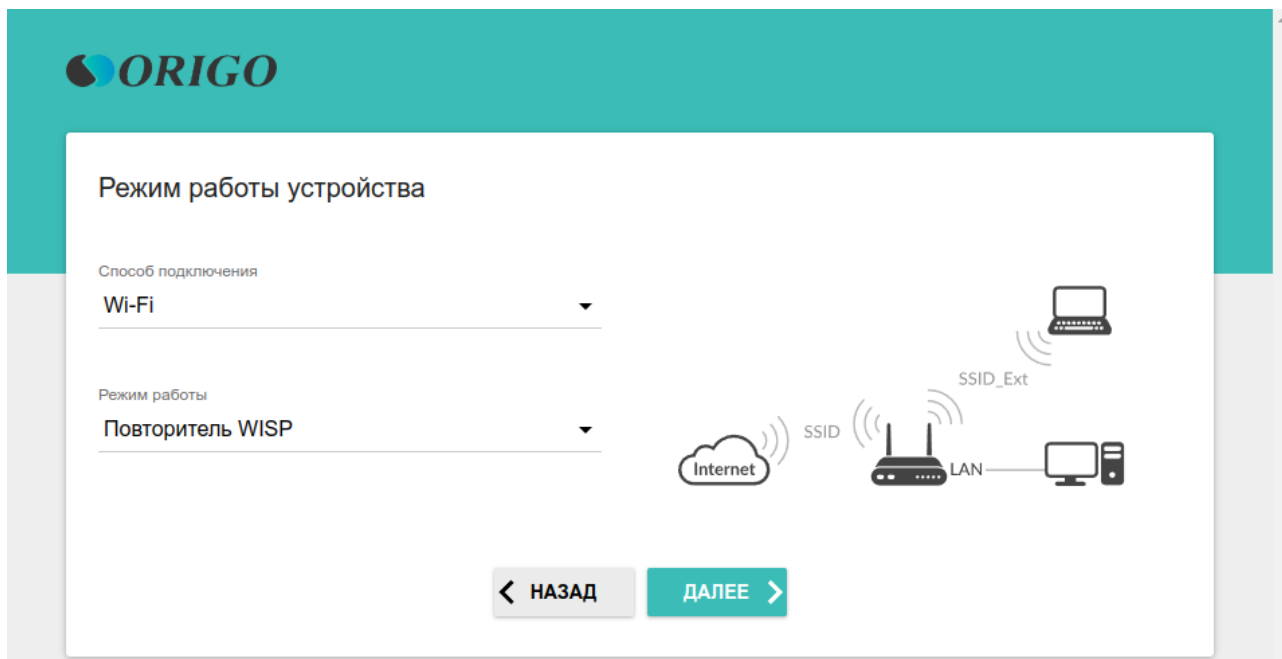 ORIGO
Режим работы устройства
Способ подключения
Wi-Fi
Режим работы
Повторитель WISP
SSID_Ext
SSID
Internet
LAN
НАЗАД
ДАЛЕЕ